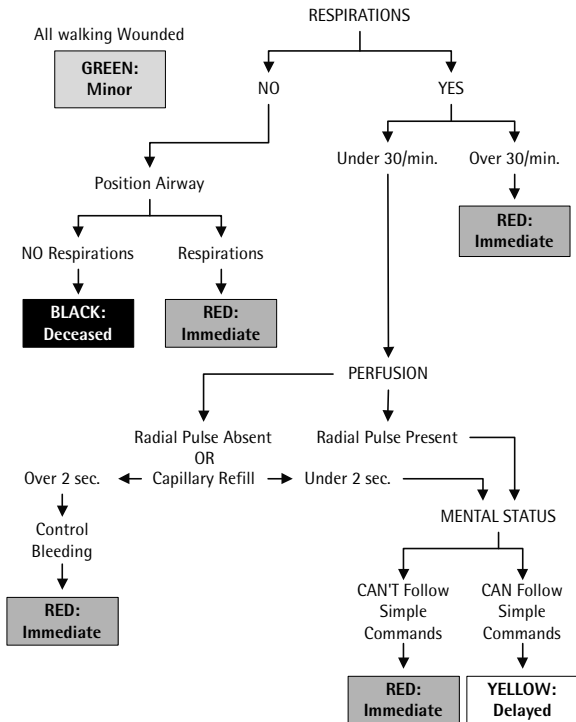 RESPIRATIONS
All walking Wounded
GREEN:
Minor
NO
YES
Under 30/min.
Over 30/min.
Position Airway
RED:
Immediate
NO Respirations
Respirations
BLACK:
Deceased
RED:
Immediate
PERFUSION
Radial Pulse Absent
OR
Radial Pulse Present
Over 2 sec.
Capillary Refill
Under 2 sec.
Control
Bleeding
MENTAL STATUS
RED:
Immediate
CAN'T Follow
Simple
Commands
CAN Follow
Simple
Commands
RED:
Immediate
YELLOW:
Delayed